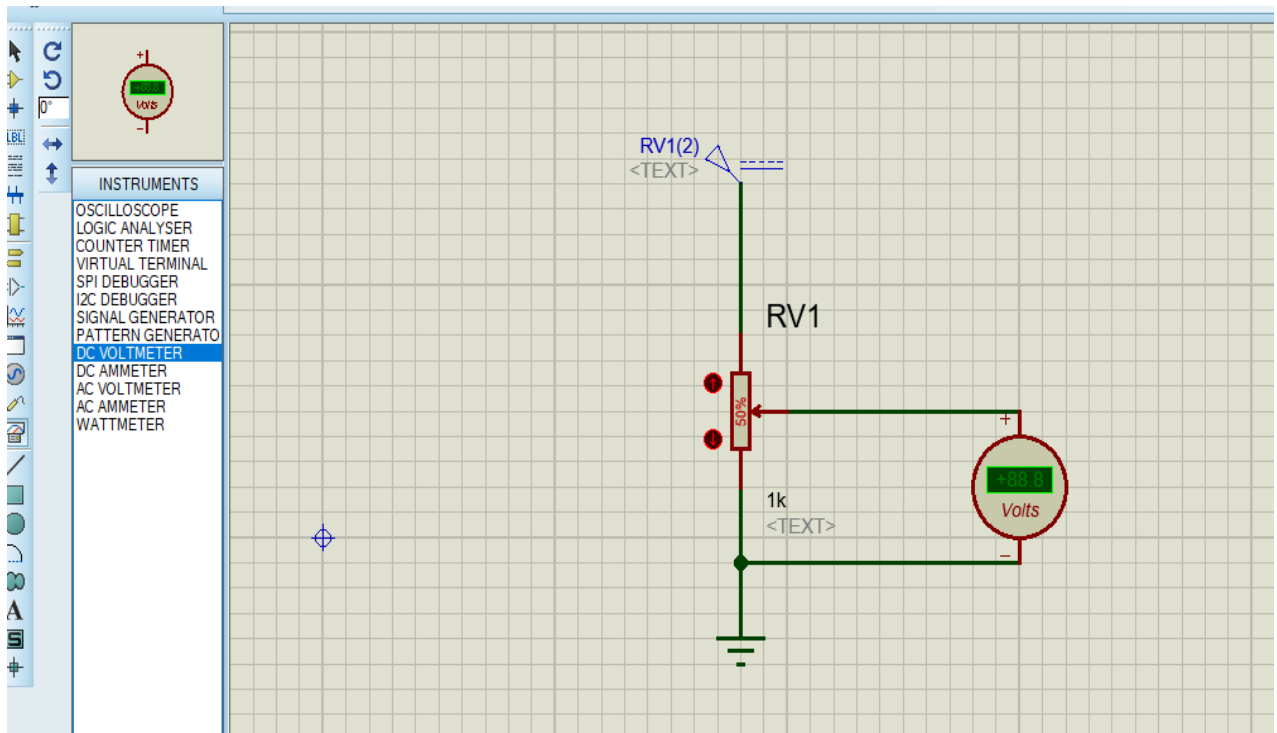 0°
+88.8
Volts
LBL
INSTRUMENTS
OSCILLOSCOPE
LOGIC ANALYSER
COUNTER TIMER
VIRTUAL TERMINAL
SPI DEBUGGER
I2C DEBUGGER
SIGNAL GENERATOR
PATTERN GENERATO
DC VOLTMETER
DC AMMETER
AC VOLTMETER
AC AMMETER
WATTMETER
A
S
RV1(2)
<TEXT>
RV1
50%
1k
<TEXT>
+
+88.8
Volts
−